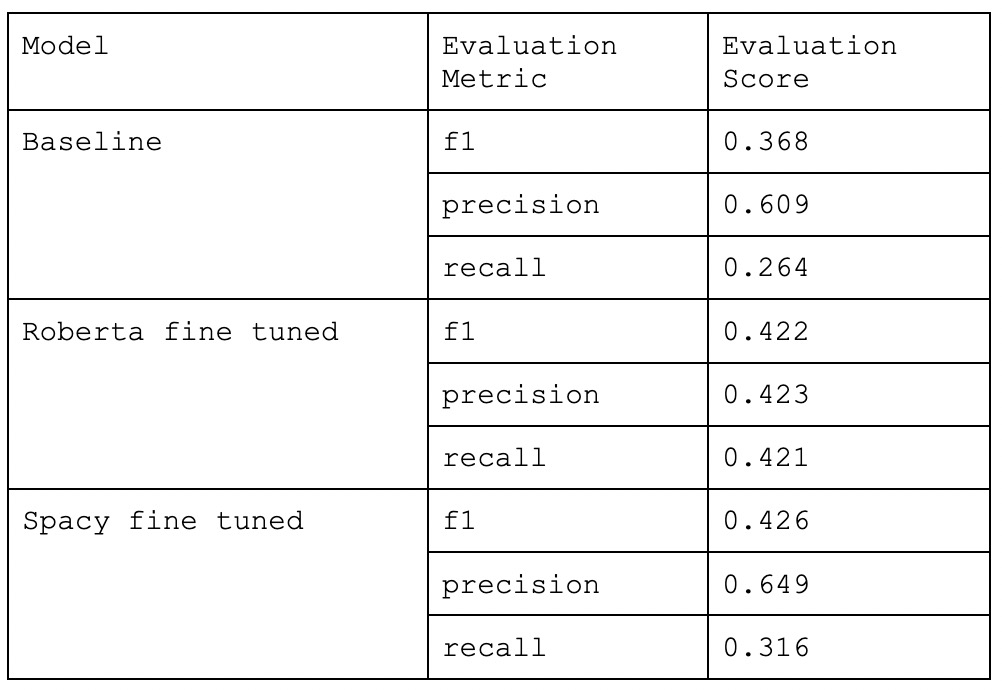 Model Evaluation Metric Evaluation Score
Baseline f1 0.368
precision 0.609
recall 0.264
Roberta fine tuned f1 0.422
precision 0.423
recall 0.421
Spacy fine tuned f1 0.426
precision 0.649
recall 0.316